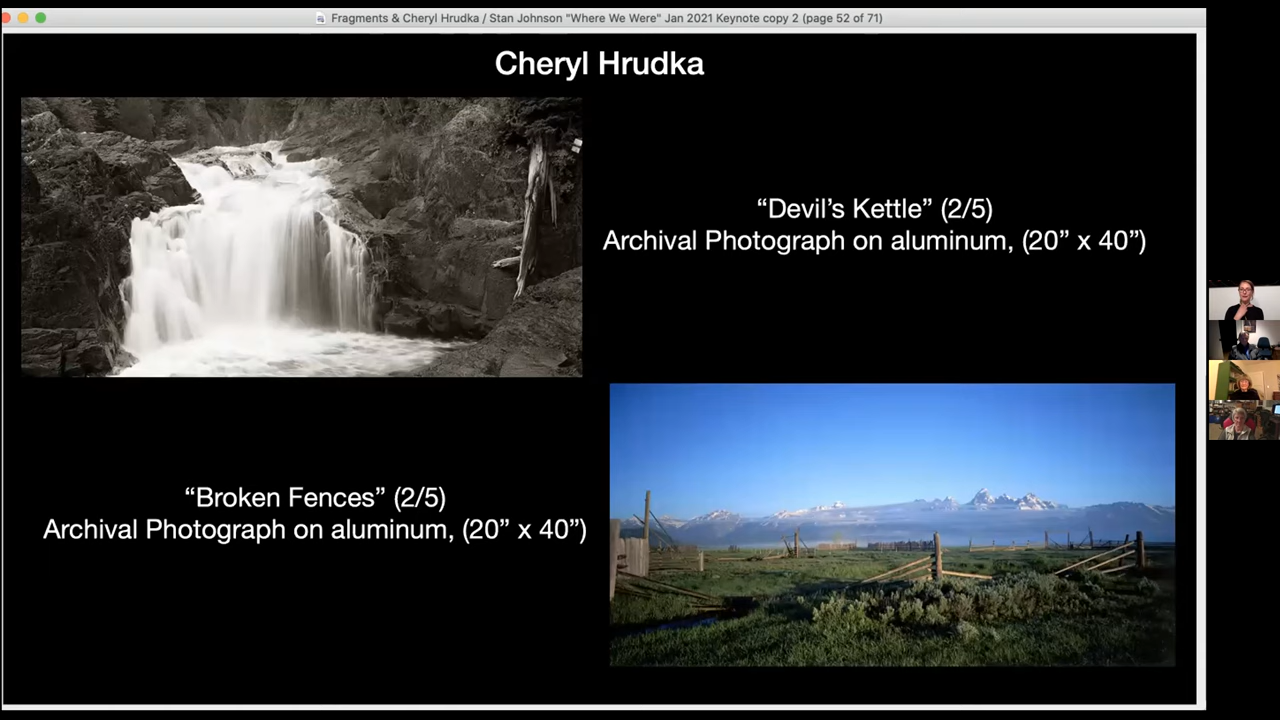 Fragments & Cheryl Hrudka / Stan Johnson "Where We Were" Jan 2021 Keynote copy 2 (page 52 of 71)
Cheryl Hrudka
“Devil’s Kettle” (2/5)
Archival Photograph on aluminum, (20” x 40”)
“Broken Fences” (2/5)
Archival Photograph on aluminum, (20” x 40”)